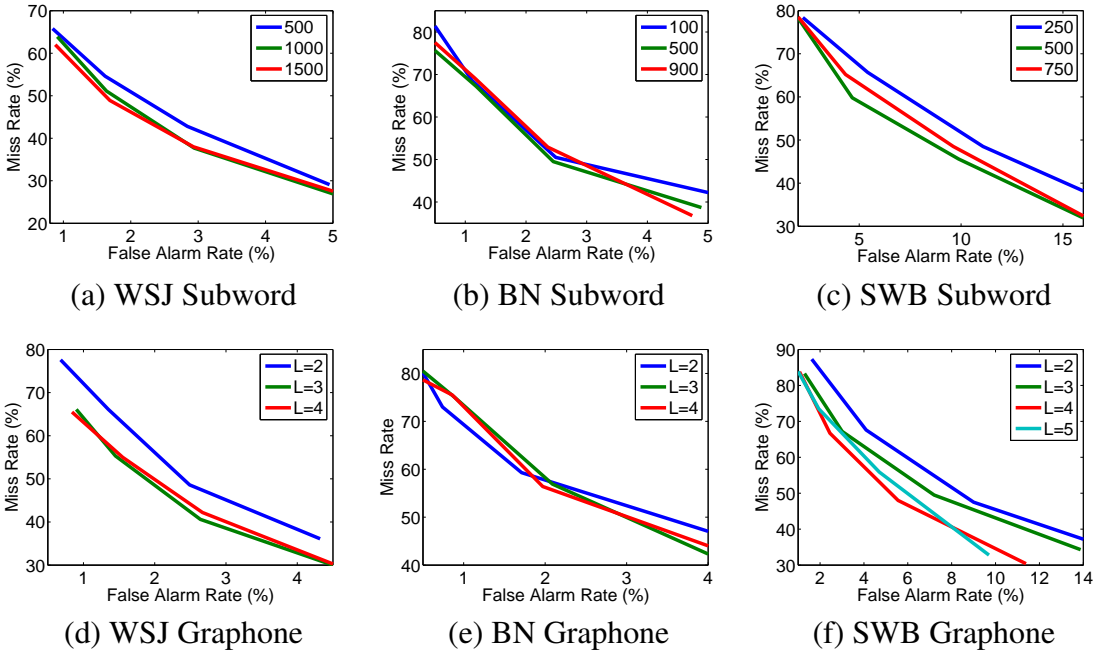 70
60
50
40
30
20
1 2 3 4 5
Miss Rate (%)
False Alarm Rate (%)
500
1000
1500
(a) WSJ Subword
80
70
60
50
40
1 2 3 4 5
Miss Rate (%)
False Alarm Rate (%)
100
500
900
(b) BN Subword
80
70
60
50
40
30
5 10 15
Miss Rate (%)
False Alarm Rate (%)
250
500
750
(c) SWB Subword
80
70
60
50
40
30
1 2 3 4
Miss Rate (%)
False Alarm Rate (%)
L=2
L=3
L=4
(d) WSJ Graphone
80
70
60
50
40
1 2 3 4
Miss Rate
False Alarm Rate (%)
L=2
L=3
L=4
(e) BN Graphone
90
80
70
60
50
40
30
2 4 6 8 10 12 14
Miss Rate (%)
False Alarm Rate (%)
L=2
L=3
L=4
L=5
(f) SWB Graphone